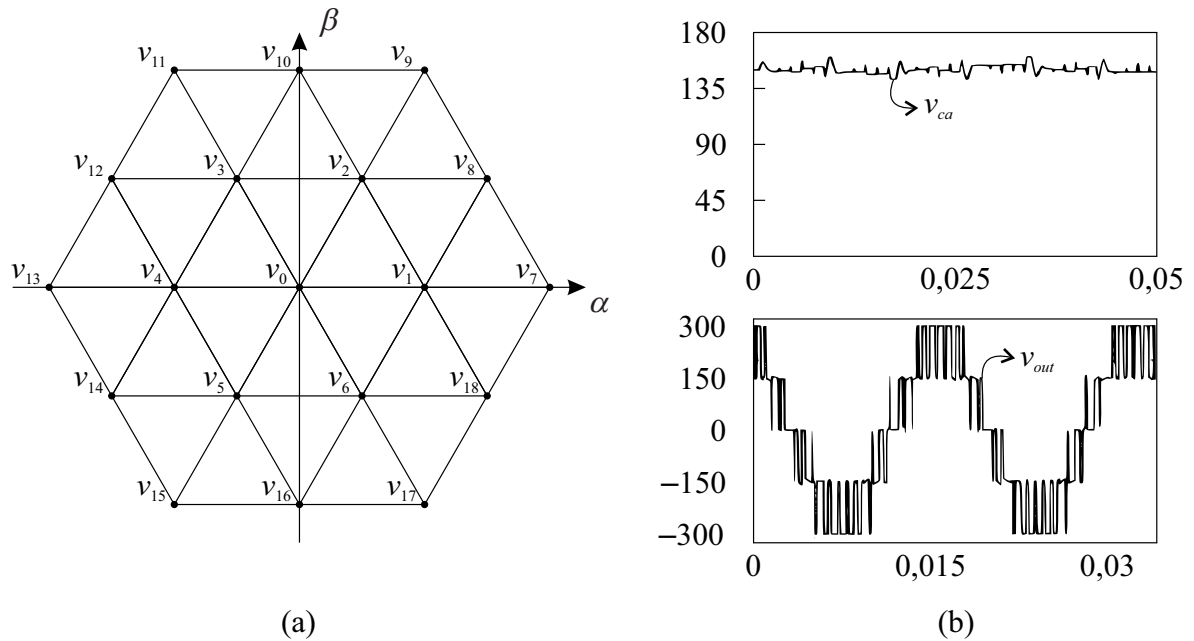 β
v₁₁ v₁₀ v₉
v₁₂ v₃ v₂ v₈
v₁₃ v₄ v₀ v₁ v₇
α
v₁₄ v₅ v₆ v₁₈
v₁₅ v₁₆ v₁₇
(a)
180
135
90
45
0
v_ca
0 0,025 0,05
300
150
0
−150
−300
v_out
0 0,015 0,03
(b)